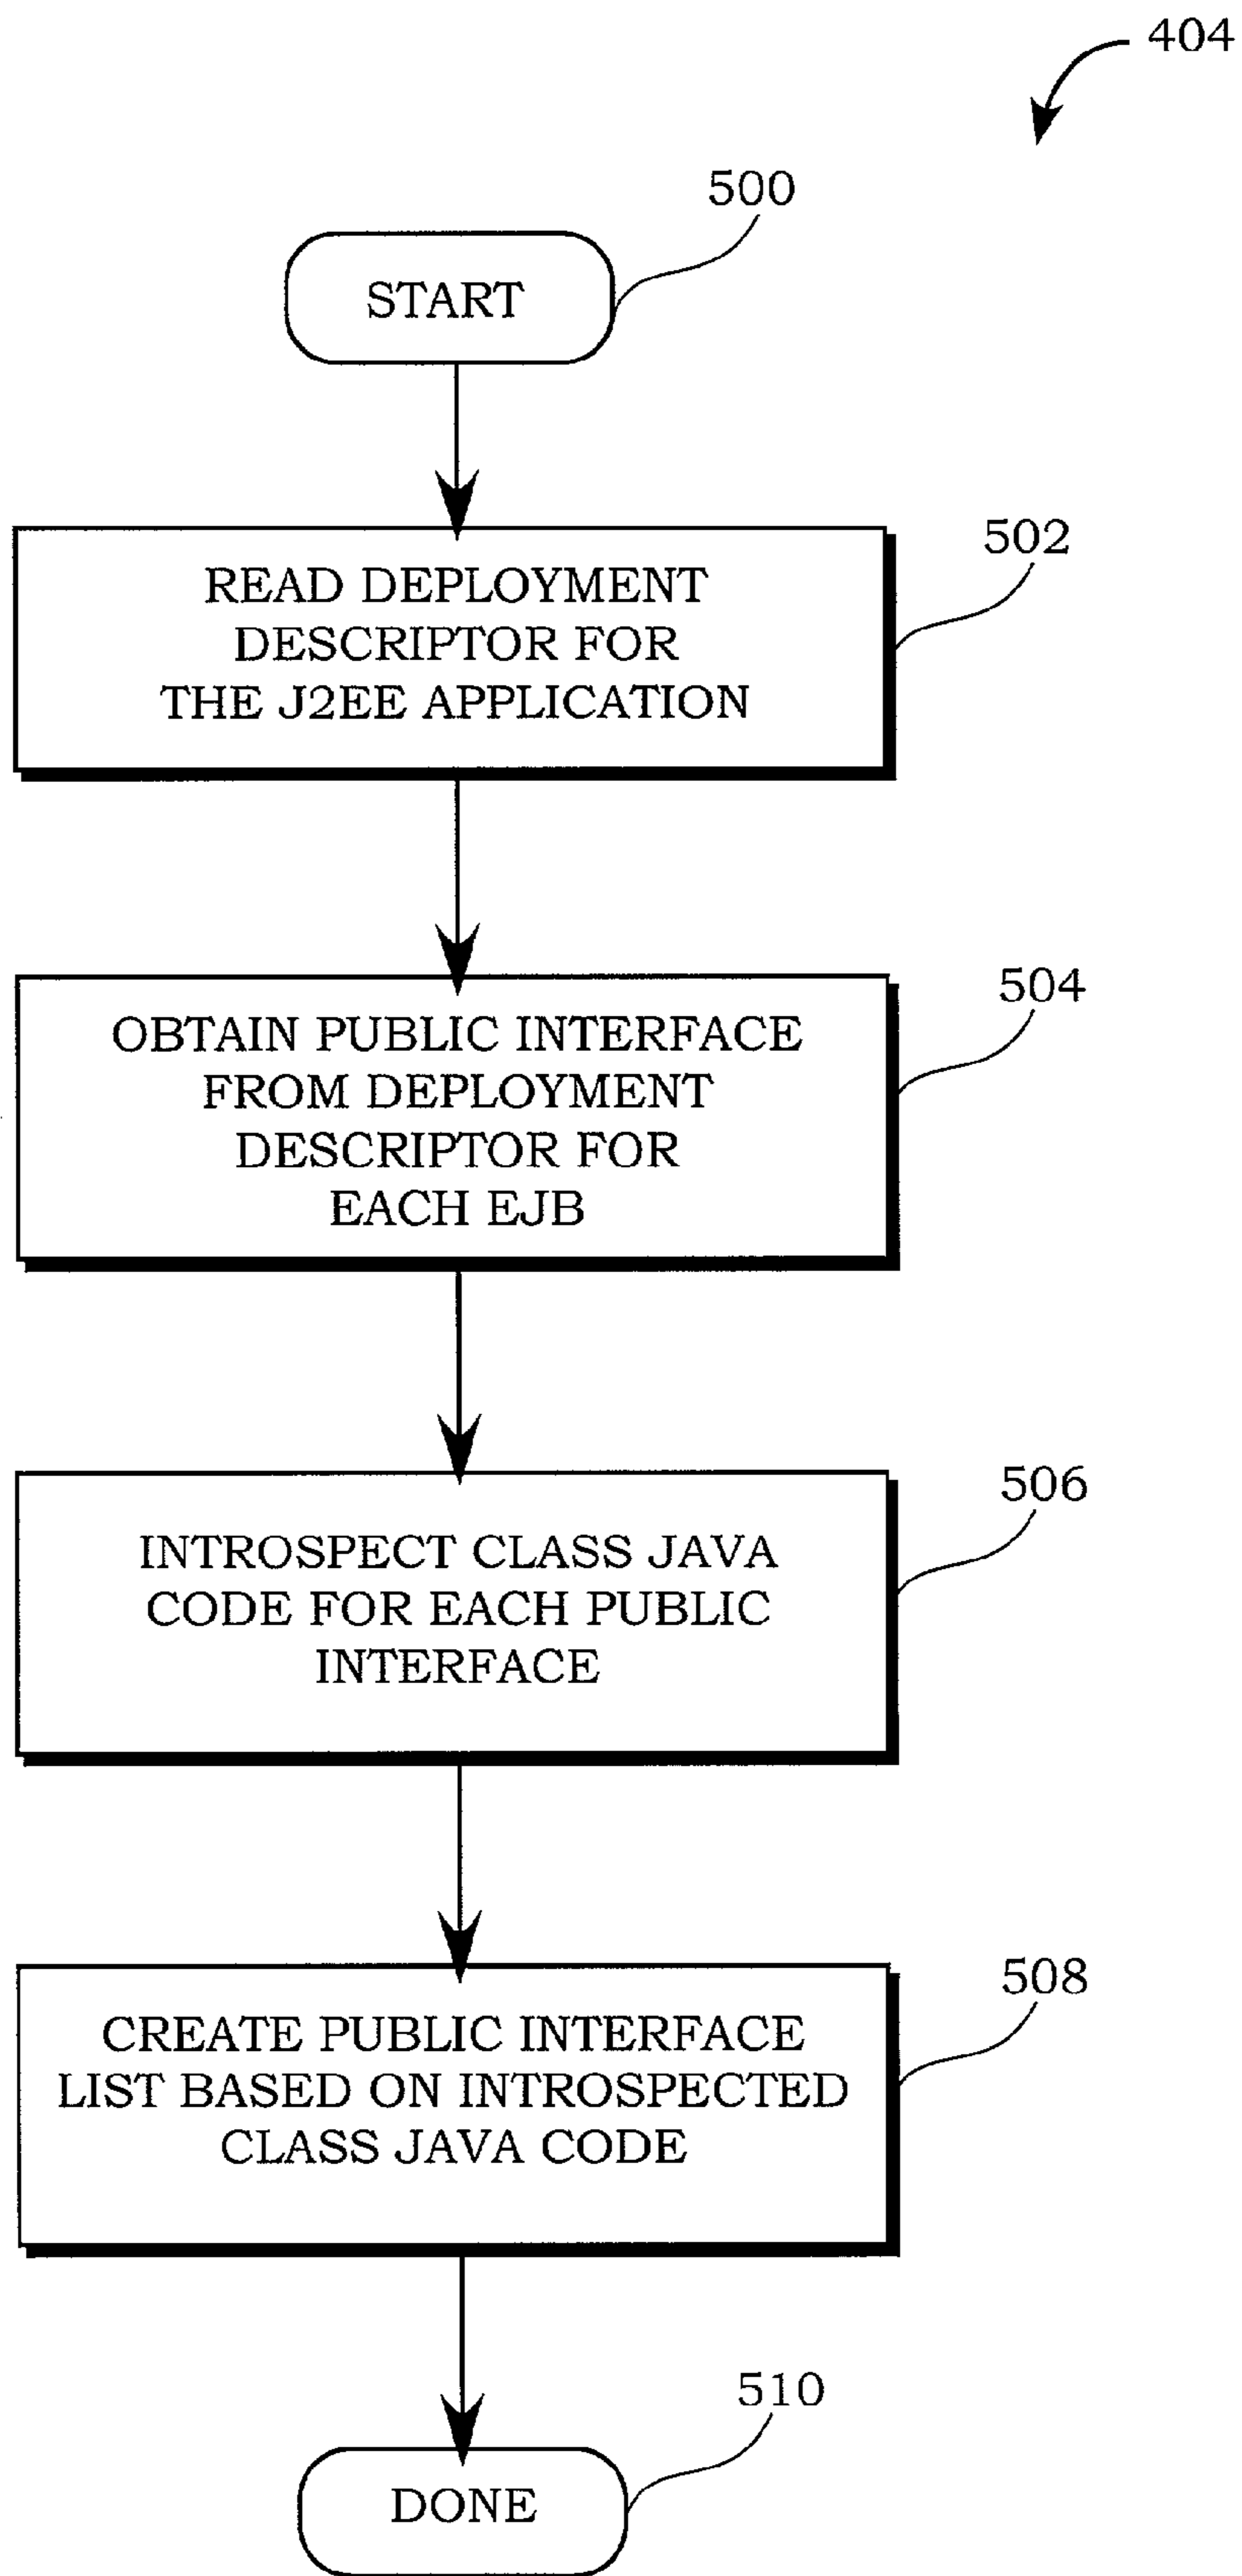 404
500
START
502
READ DEPLOYMENT
DESCRIPTOR FOR
THE J2EE APPLICATION
504
OBTAIN PUBLIC INTERFACE
FROM DEPLOYMENT
DESCRIPTOR FOR
EACH EJB
506
INTROSPECT CLASS JAVA
CODE FOR EACH PUBLIC
INTERFACE
508
CREATE PUBLIC INTERFACE
LIST BASED ON INTROSPECTED
CLASS JAVA CODE
510
DONE